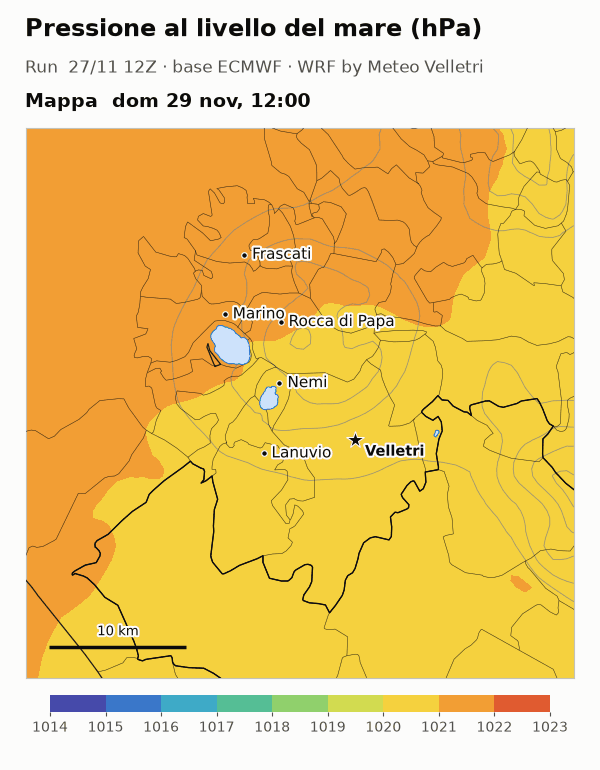 Pressione al livello del mare (hPa)
Run  27/11 12Z · base ECMWF · WRF by Meteo Velletri
Mappa  dom 29 nov, 12:00
Frascati
Marino
Rocca di Papa
Nemi
Velletri
Lanuvio
10 km
1014 1015 1016 1017 1018 1019 1020 1021 1022 1023